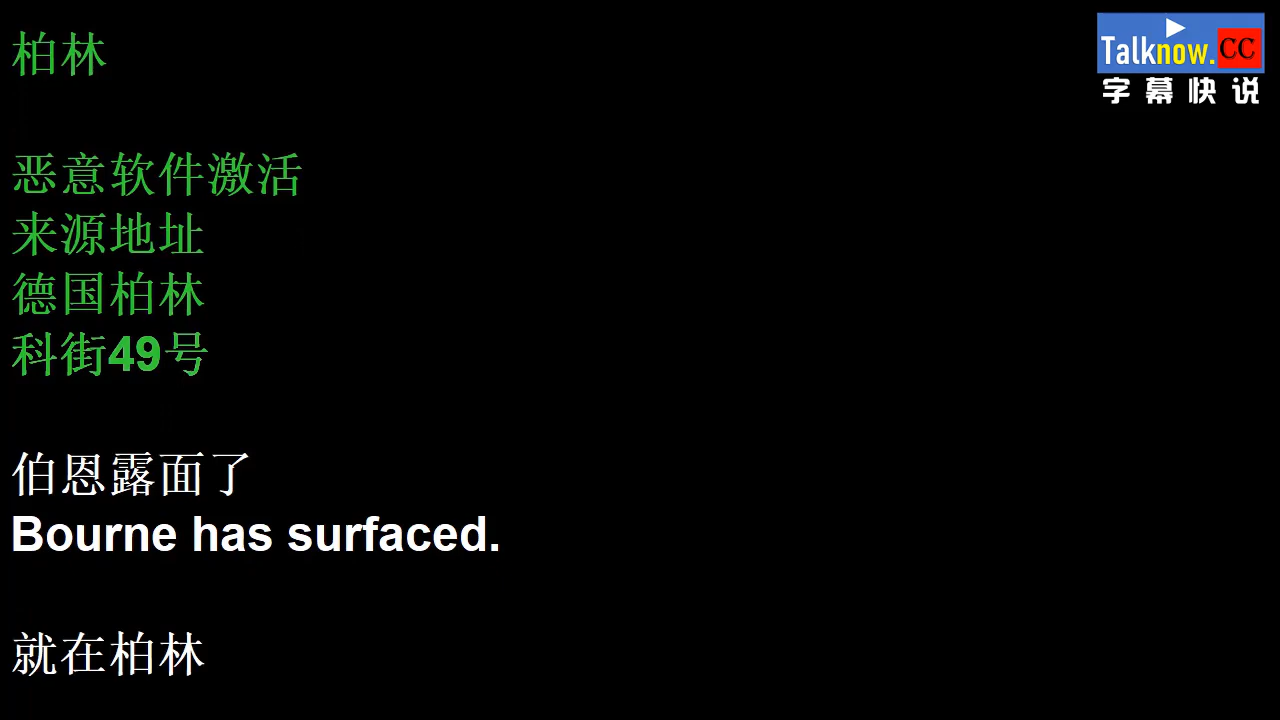 柏林
Talknow.CC
字幕快说
恶意软件激活
来源地址
德国柏林
科街49号
伯恩露面了
Bourne has surfaced.
就在柏林